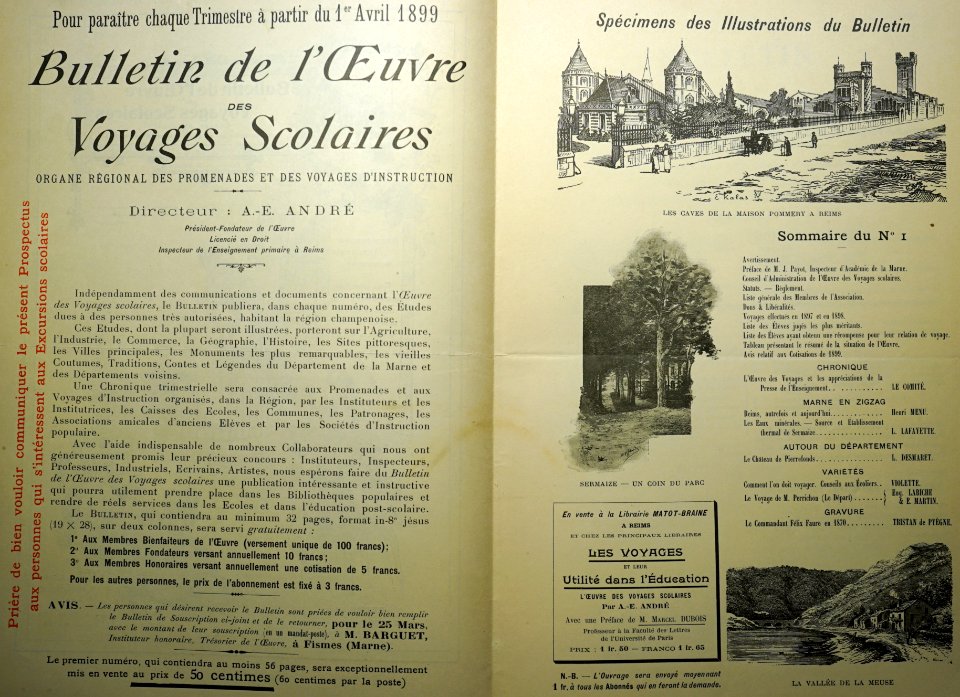 Pour paraître chaque Trimestre à partir du 1er Avril 1899
Bulletin de l'Œuvre
DES
Voyages Scolaires
ORGANE RÉGIONAL DES PROMENADES ET DES VOYAGES D'INSTRUCTION
Directeur : A.-E. ANDRÉ
Président-Fondateur de l'Œuvre
Licencié en Droit
Inspecteur de l'Enseignement primaire à Reims
Indépendamment des communications et documents concernant l'Œuvre
des Voyages scolaires, le BULLETIN publiera, dans chaque numéro, des Etudes
dues à des personnes très autorisées, habitant la région champenoise.
Ces Etudes, dont la plupart seront illustrées, porteront sur l'Agriculture,
l'Industrie, le Commerce, la Géographie, l'Histoire, les Sites pittoresques,
les Villes principales, les Monuments les plus remarquables, les vieilles
Coutumes, Traditions, Contes et Légendes du Département de la Marne et
des Départements voisins.
Une Chronique trimestrielle sera consacrée aux Promenades et aux
Voyages d'Instruction organisés, dans la Région, par les Instituteurs et les
Institutrices, les Caisses des Ecoles, les Communes, les Patronages, les
Associations amicales d'anciens Elèves et par les Sociétés d'Instruction
populaire.
Avec l'aide indispensable de nombreux Collaborateurs qui nous ont
généreusement promis leur précieux concours : Instituteurs, Inspecteurs,
Professeurs, Industriels, Ecrivains, Artistes, nous espérons faire du Bulletin
de l'Œuvre des Voyages scolaires une publication intéressante et instructive
qui pourra utilement prendre place dans les Bibliothèques populaires et
rendre de réels services dans les Ecoles et dans l'éducation post-scolaire.
Le BULLETIN, qui contiendra au minimum 32 pages, format in-8° jésus
(19 × 28), sur deux colonnes, sera servi gratuitement :
1° Aux Membres Bienfaiteurs de l'Œuvre (versement unique de 100 francs);
2° Aux Membres Fondateurs versant annuellement 10 francs;
3° Aux Membres Honoraires versant annuellement une cotisation de 5 francs.
Pour les autres personnes, le prix de l'abonnement est fixé à 3 francs.
AVIS. — Les personnes qui désirent recevoir le Bulletin sont priées de vouloir bien remplir
le Bulletin de Souscription ci-joint et de le retourner, pour le 25 Mars,
avec le montant de leur souscription (en un mandat-poste), à M. BARGUET,
Instituteur honoraire, Trésorier de l'Œuvre, à Fismes (Marne).
Le premier numéro, qui contiendra au moins 56 pages, sera exceptionnellement
mis en vente au prix de 50 centimes (60 centimes par la poste)
Prière de bien vouloir communiquer le présent Prospectus
aux personnes qui s'intéressent aux Excursions scolaires
Spécimens des Illustrations du Bulletin
LES CAVES DE LA MAISON POMMERY A REIMS
SERMAIZE — UN COIN DU PARC
Sommaire du N° 1
Avertissement.
Préface de M. J. Payot, Inspecteur d'Académie de la Marne.
Conseil d'Administration de l'Œuvre des Voyages scolaires.
Statuts. — Règlement.
Liste générale des Membres de l'Association.
Dons & Libéralités.
Voyages effectués en 1897 et en 1898.
Liste des Élèves jugés les plus méritants.
Liste des Élèves ayant obtenu une récompense pour leur relation de voyage.
Tableau présentant le résumé de la situation de l'Œuvre.
Avis relatif aux Cotisations de 1899.
CHRONIQUE
L'Œuvre des Voyages et les appréciations de la
Presse de l'Enseignement. . . . . . . . . . . LE COMITÉ.
MARNE EN ZIGZAG
Reims, autrefois et aujourd'hui. . . . . . . . . . Henri MENU.
Les Eaux minérales. — Source et Etablissement
thermal de Sermaize. . . . . . . . . . . L. LAFAYETTE.
AUTOUR DU DÉPARTEMENT
Le Château de Pierrefonds. . . . . . . . . . . L. DESMARET.
VARIÉTÉS
Comment l'on doit voyager. Conseils aux Écoliers. . . VIOLETTE.
Le Voyage de M. Perrichon (Le Départ). . . . . . . Eug. LABICHE
& E. MARTIN.
GRAVURE
Le Commandant Félix Faure en 1870. . . . . . . . TRISTAN de PYÈGNE.
En vente à la Librairie MATOT-BRAINE
A REIMS
ET CHEZ LES PRINCIPAUX LIBRAIRES
LES VOYAGES
ET LEUR
Utilité dans l'Éducation
L'ŒUVRE DES VOYAGES SCOLAIRES
Par A.-E. ANDRÉ
Avec une Préface de M. MARCEL DUBOIS
Professeur à la Faculté des Lettres
de l'Université de Paris
PRIX : 1 fr. 50 — FRANCO 1 fr. 65
N.-B. — L'Ouvrage sera envoyé moyennant
1 fr. à tous les Abonnés qui en feront la demande.
LA VALLÉE DE LA MEUSE